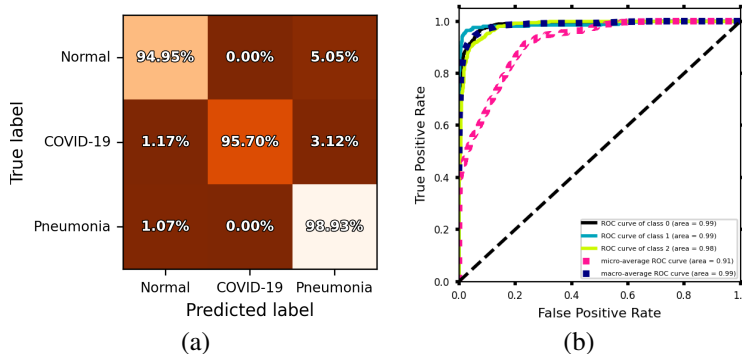 True label
Normal
94.95%
0.00%
5.05%
COVID-19
1.17%
95.70%
3.12%
Pneumonia
1.07%
0.00%
98.93%
Normal
COVID-19
Pneumonia
Predicted label
(a)
True Positive Rate
1.0
0.8
0.6
0.4
0.2
0.0
ROC curve of class 0 (area = 0.99)
ROC curve of class 1 (area = 0.99)
ROC curve of class 2 (area = 0.98)
micro-average ROC curve (area = 0.91)
macro-average ROC curve (area = 0.99)
0.0
0.2
0.4
0.6
0.8
1.
False Positive Rate
(b)